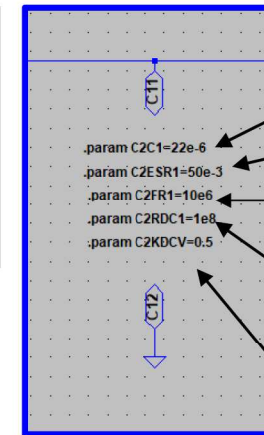 C11
.param C2C1=22e-6
.param C2ESR1=50e-3
.param C2FR1=10e6
.param C2RDC1=1e8
.param C2KDCV=0.5
C12